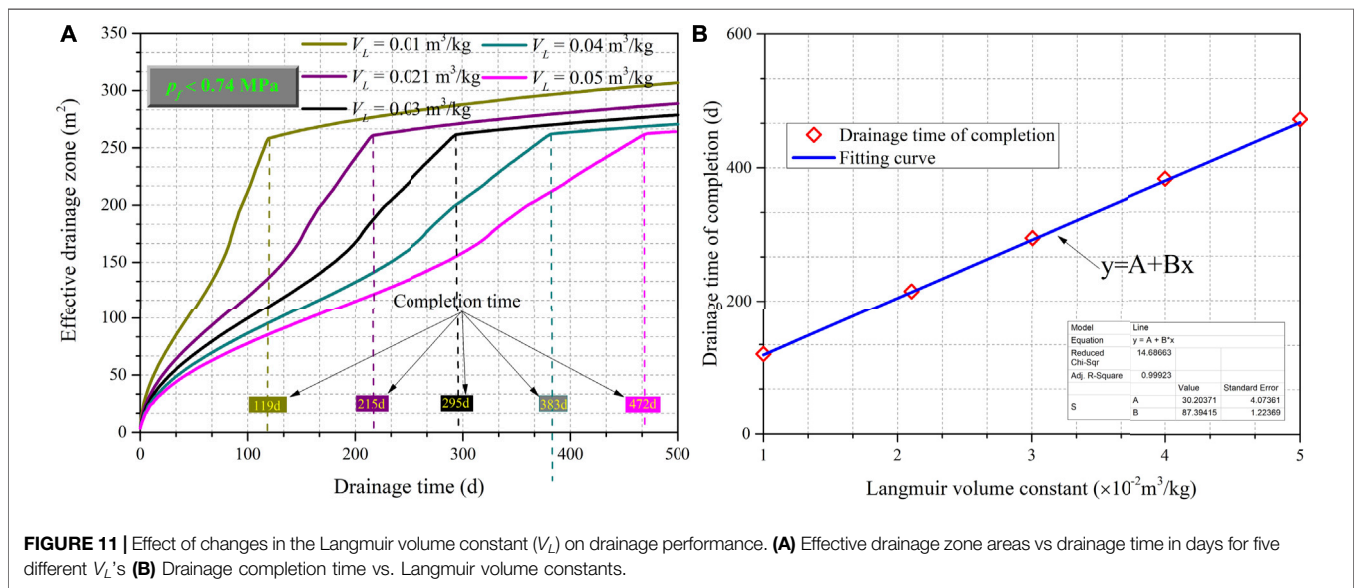 A
350
300
250
200
150
100
50
0
Effective drainage zone (m²)
V_L = 0.01 m³/kg
V_L = 0.04 m³/kg
V_L = 0.021 m³/kg
V_L = 0.05 m³/kg
V_L = 0.03 m³/kg
p_f < 0.74 MPa
Completion time
119d
215d
295d
383d
472d
0 100 200 300 400 500
Drainage time (d)
B
600
400
200
0
Drainage time of completion (d)
Drainage time of completion
Fitting curve
y=A+Bx
Model Line
Equation y = A + B*x
Reduced Chi-Sqr 14.68663
Adj. R-Square 0.99923
Value Standard Error
S A 30.20371 4.07361
B 87.39415 1.22369
1 2 3 4 5
Langmuir volume constant (×10⁻²m³/kg)
FIGURE 11 | Effect of changes in the Langmuir volume constant (V_L) on drainage performance. (A) Effective drainage zone areas vs drainage time in days for five
different V_L's (B) Drainage completion time vs. Langmuir volume constants.